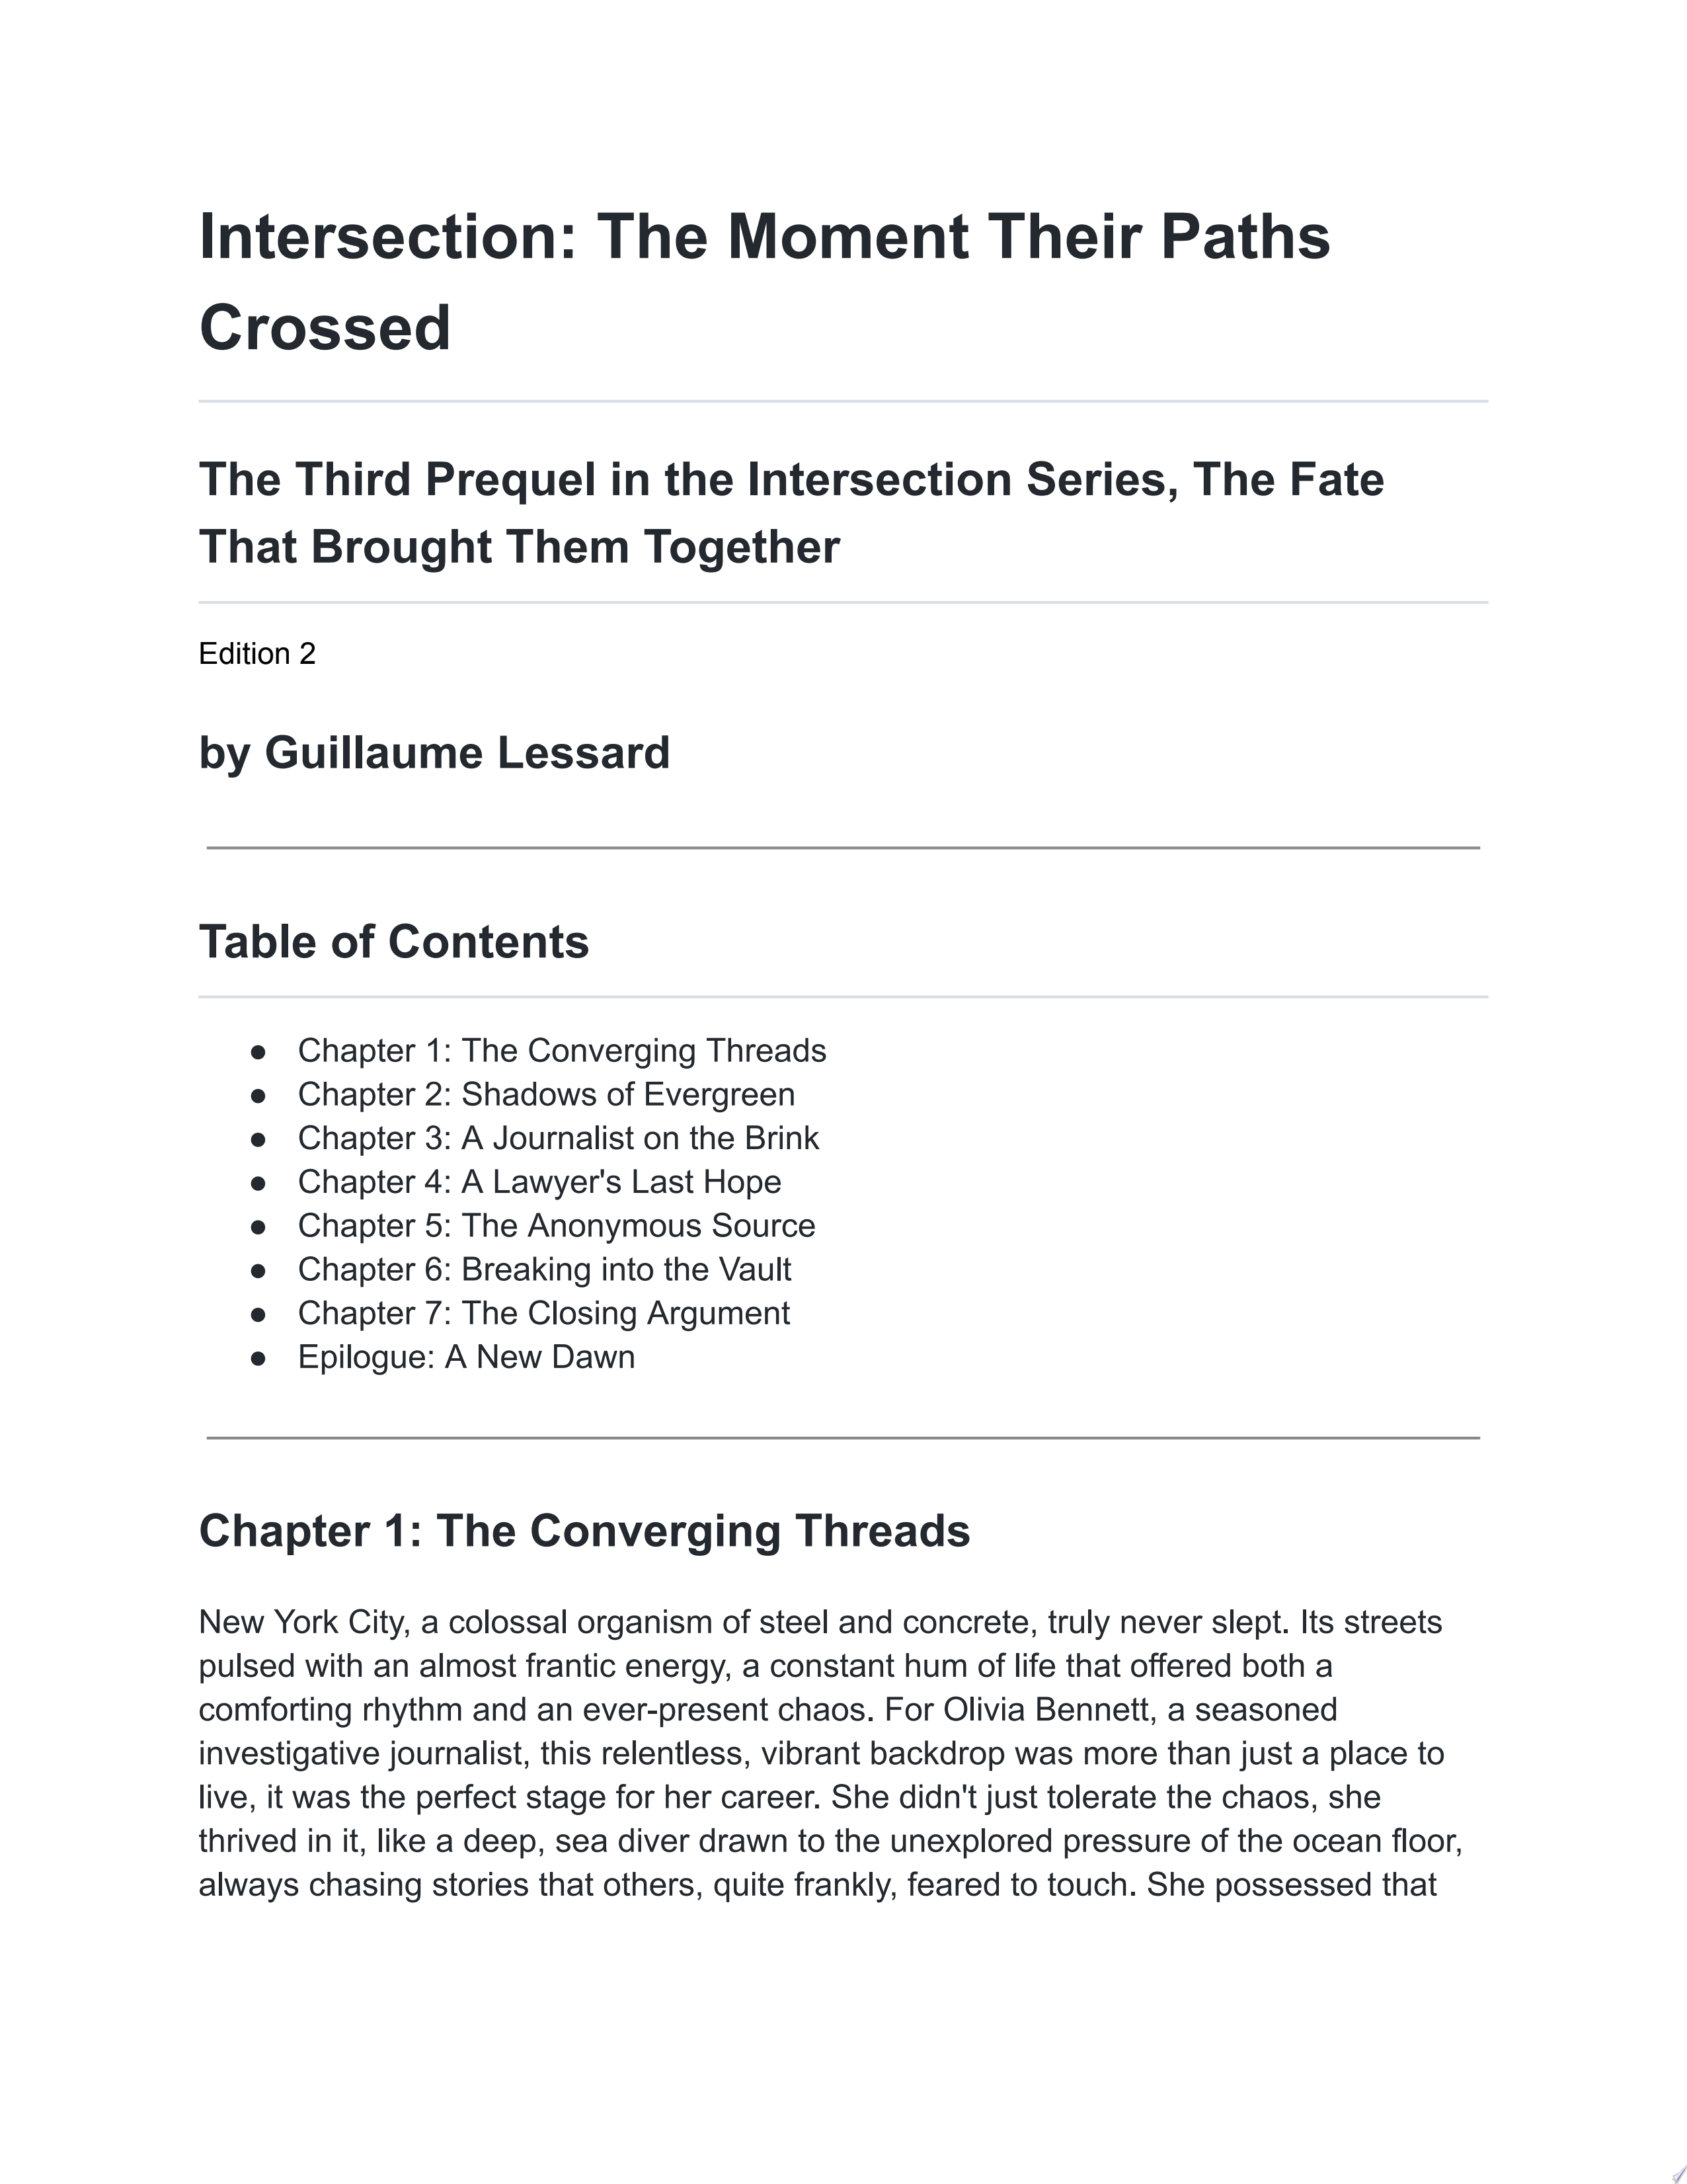 Intersection: The Moment Their Paths
Crossed
The Third Prequel in the Intersection Series, The Fate
That Brought Them Together
Edition 2
by Guillaume Lessard
Table of Contents
● Chapter 1: The Converging Threads
● Chapter 2: Shadows of Evergreen
● Chapter 3: A Journalist on the Brink
● Chapter 4: A Lawyer's Last Hope
● Chapter 5: The Anonymous Source
● Chapter 6: Breaking into the Vault
● Chapter 7: The Closing Argument
● Epilogue: A New Dawn
Chapter 1: The Converging Threads
New York City, a colossal organism of steel and concrete, truly never slept. Its streets
pulsed with an almost frantic energy, a constant hum of life that offered both a
comforting rhythm and an ever-present chaos. For Olivia Bennett, a seasoned
investigative journalist, this relentless, vibrant backdrop was more than just a place to
live, it was the perfect stage for her career. She didn't just tolerate the chaos, she
thrived in it, like a deep, sea diver drawn to the unexplored pressure of the ocean floor,
always chasing stories that others, quite frankly, feared to touch. She possessed that